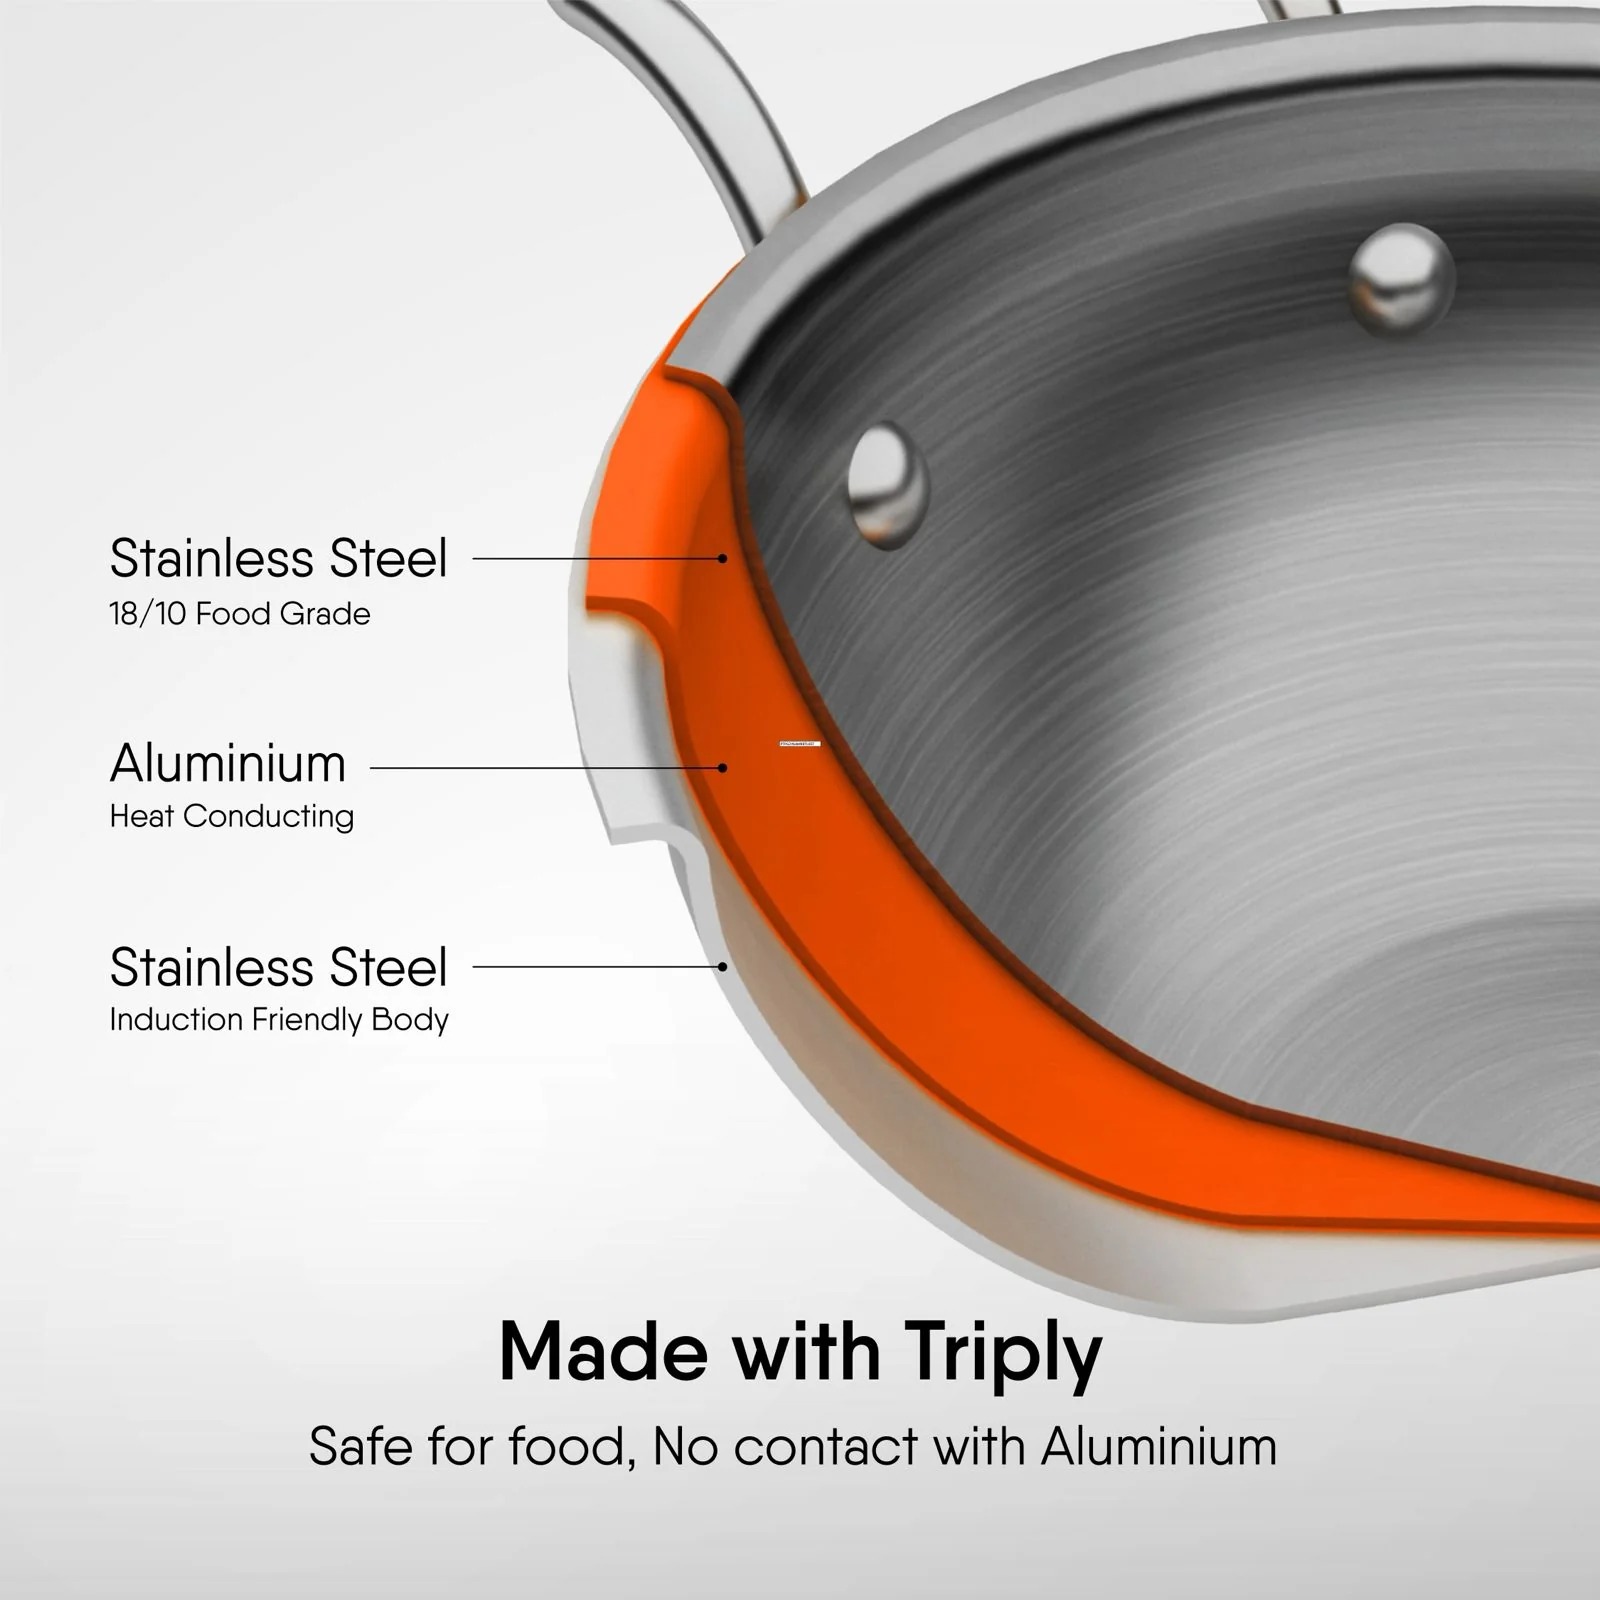 Stainless Steel
18/10 Food Grade
Aluminium
Heat Conducting
Stainless Steel
Induction Friendly Body
Made with Triply
Safe for food, No contact with Aluminium